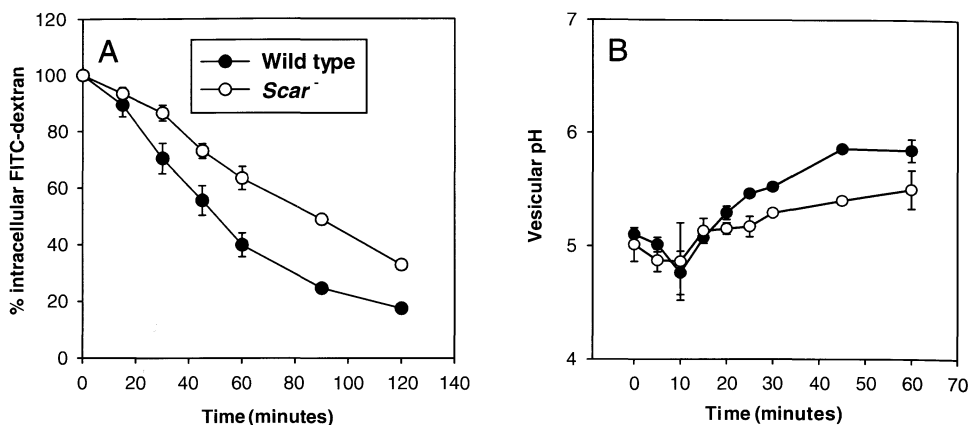 A
Wild type
Scar -
% intracellular FITC-dextran
120
100
80
60
40
20
0
0 20 40 60 80 100 120 140
Time (minutes)
B
Vesicular pH
7
6
5
4
0 10 20 30 40 50 60 70
Time (minutes)